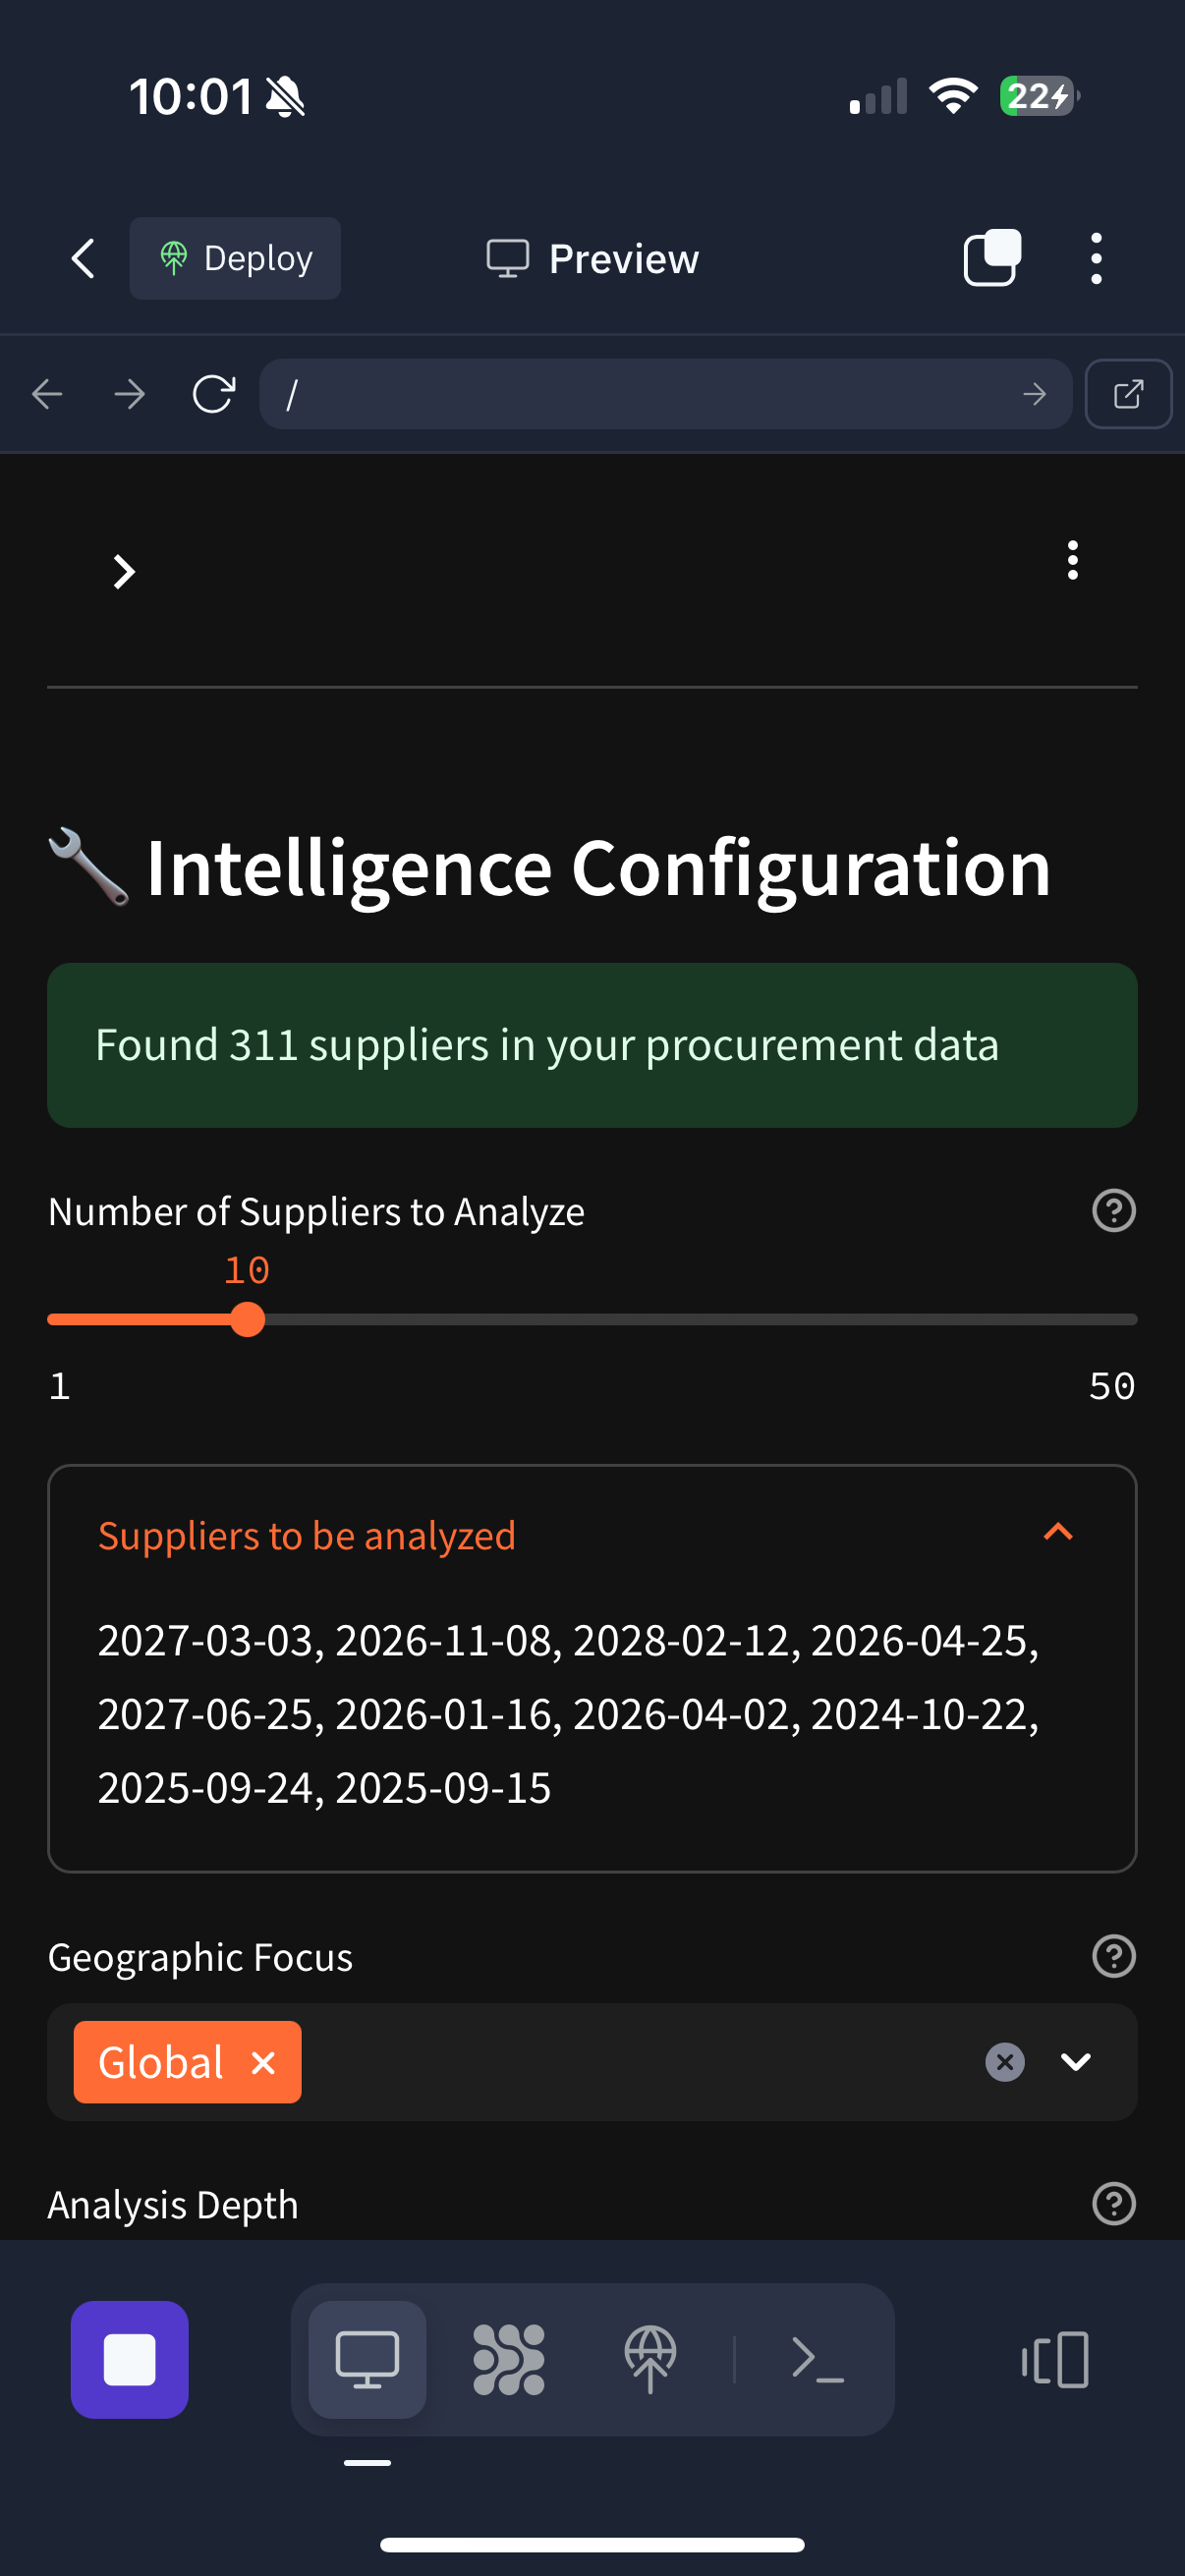 10:01
22
Deploy
Preview
/
Intelligence Configuration
Found 311 suppliers in your procurement data
Number of Suppliers to Analyze
10
1
50
Suppliers to be analyzed
2027-03-03, 2026-11-08, 2028-02-12, 2026-04-25,
2027-06-25, 2026-01-16, 2026-04-02, 2024-10-22,
2025-09-24, 2025-09-15
Geographic Focus
Global
Analysis Depth